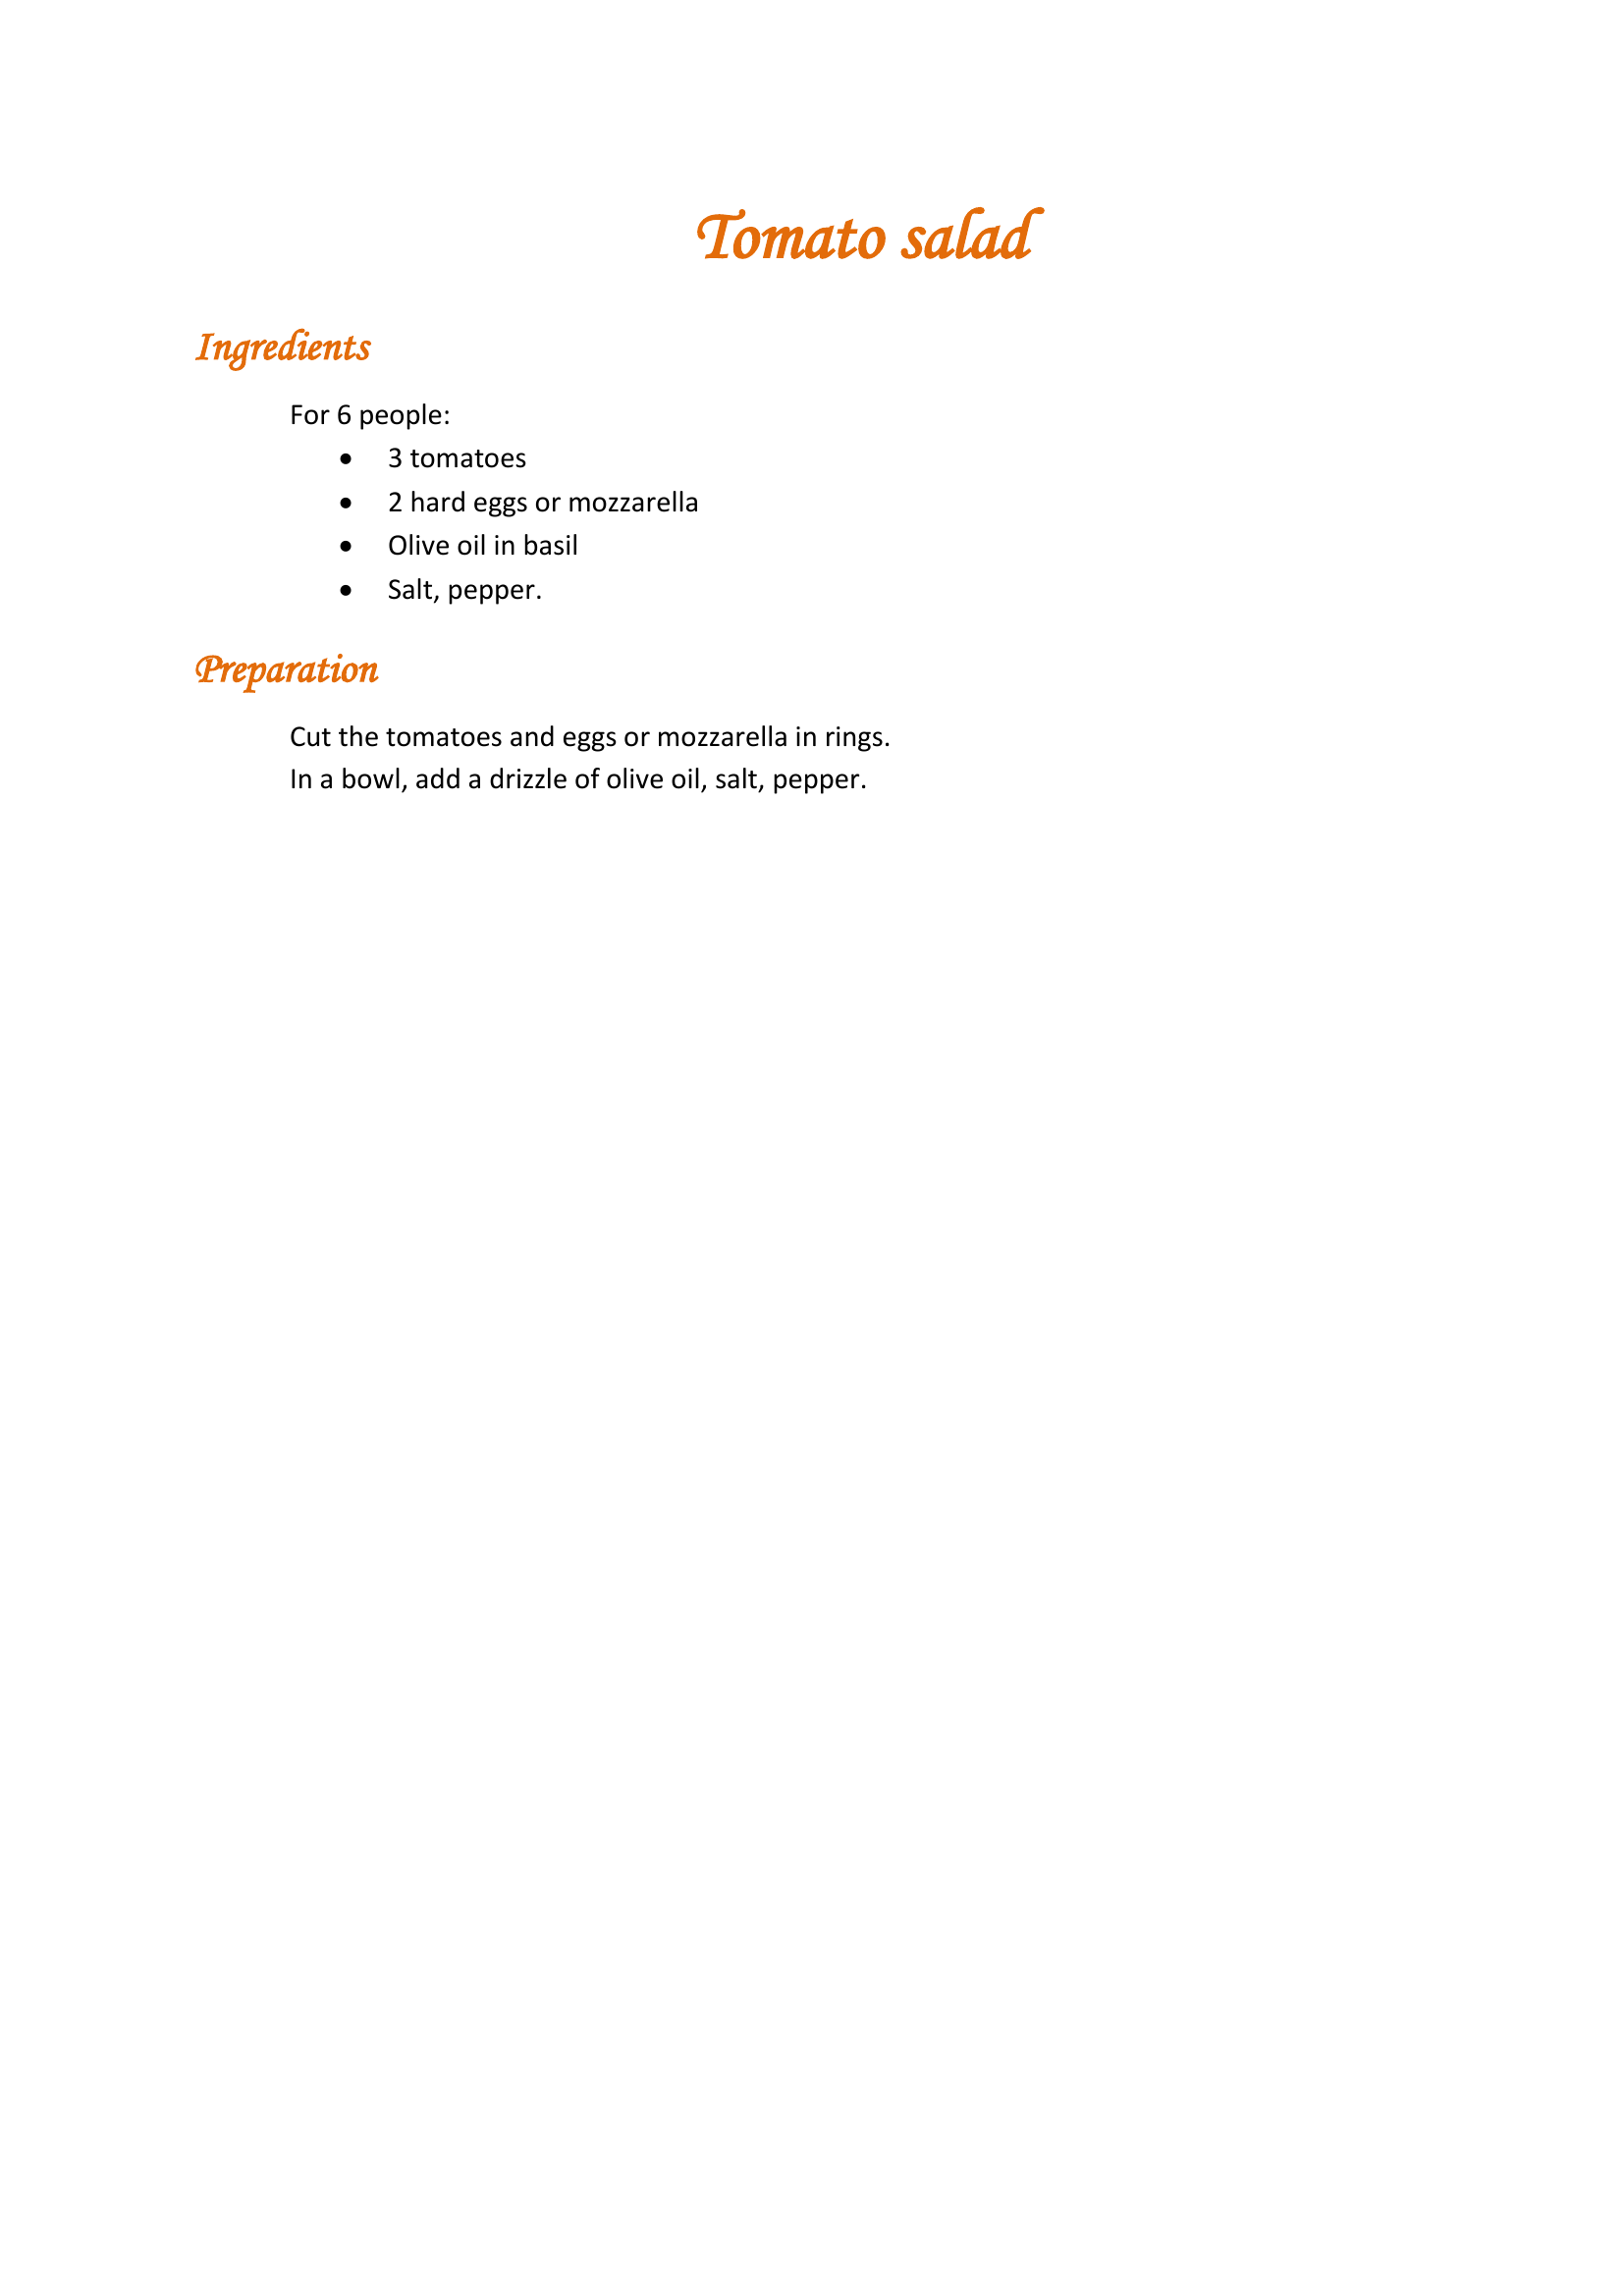 Tomato salad
Ingredients
For 6 people:
• 3 tomatoes
• 2 hard eggs or mozzarella
• Olive oil in basil
• Salt, pepper.
Preparation
Cut the tomatoes and eggs or mozzarella in rings.
In a bowl, add a drizzle of olive oil, salt, pepper.